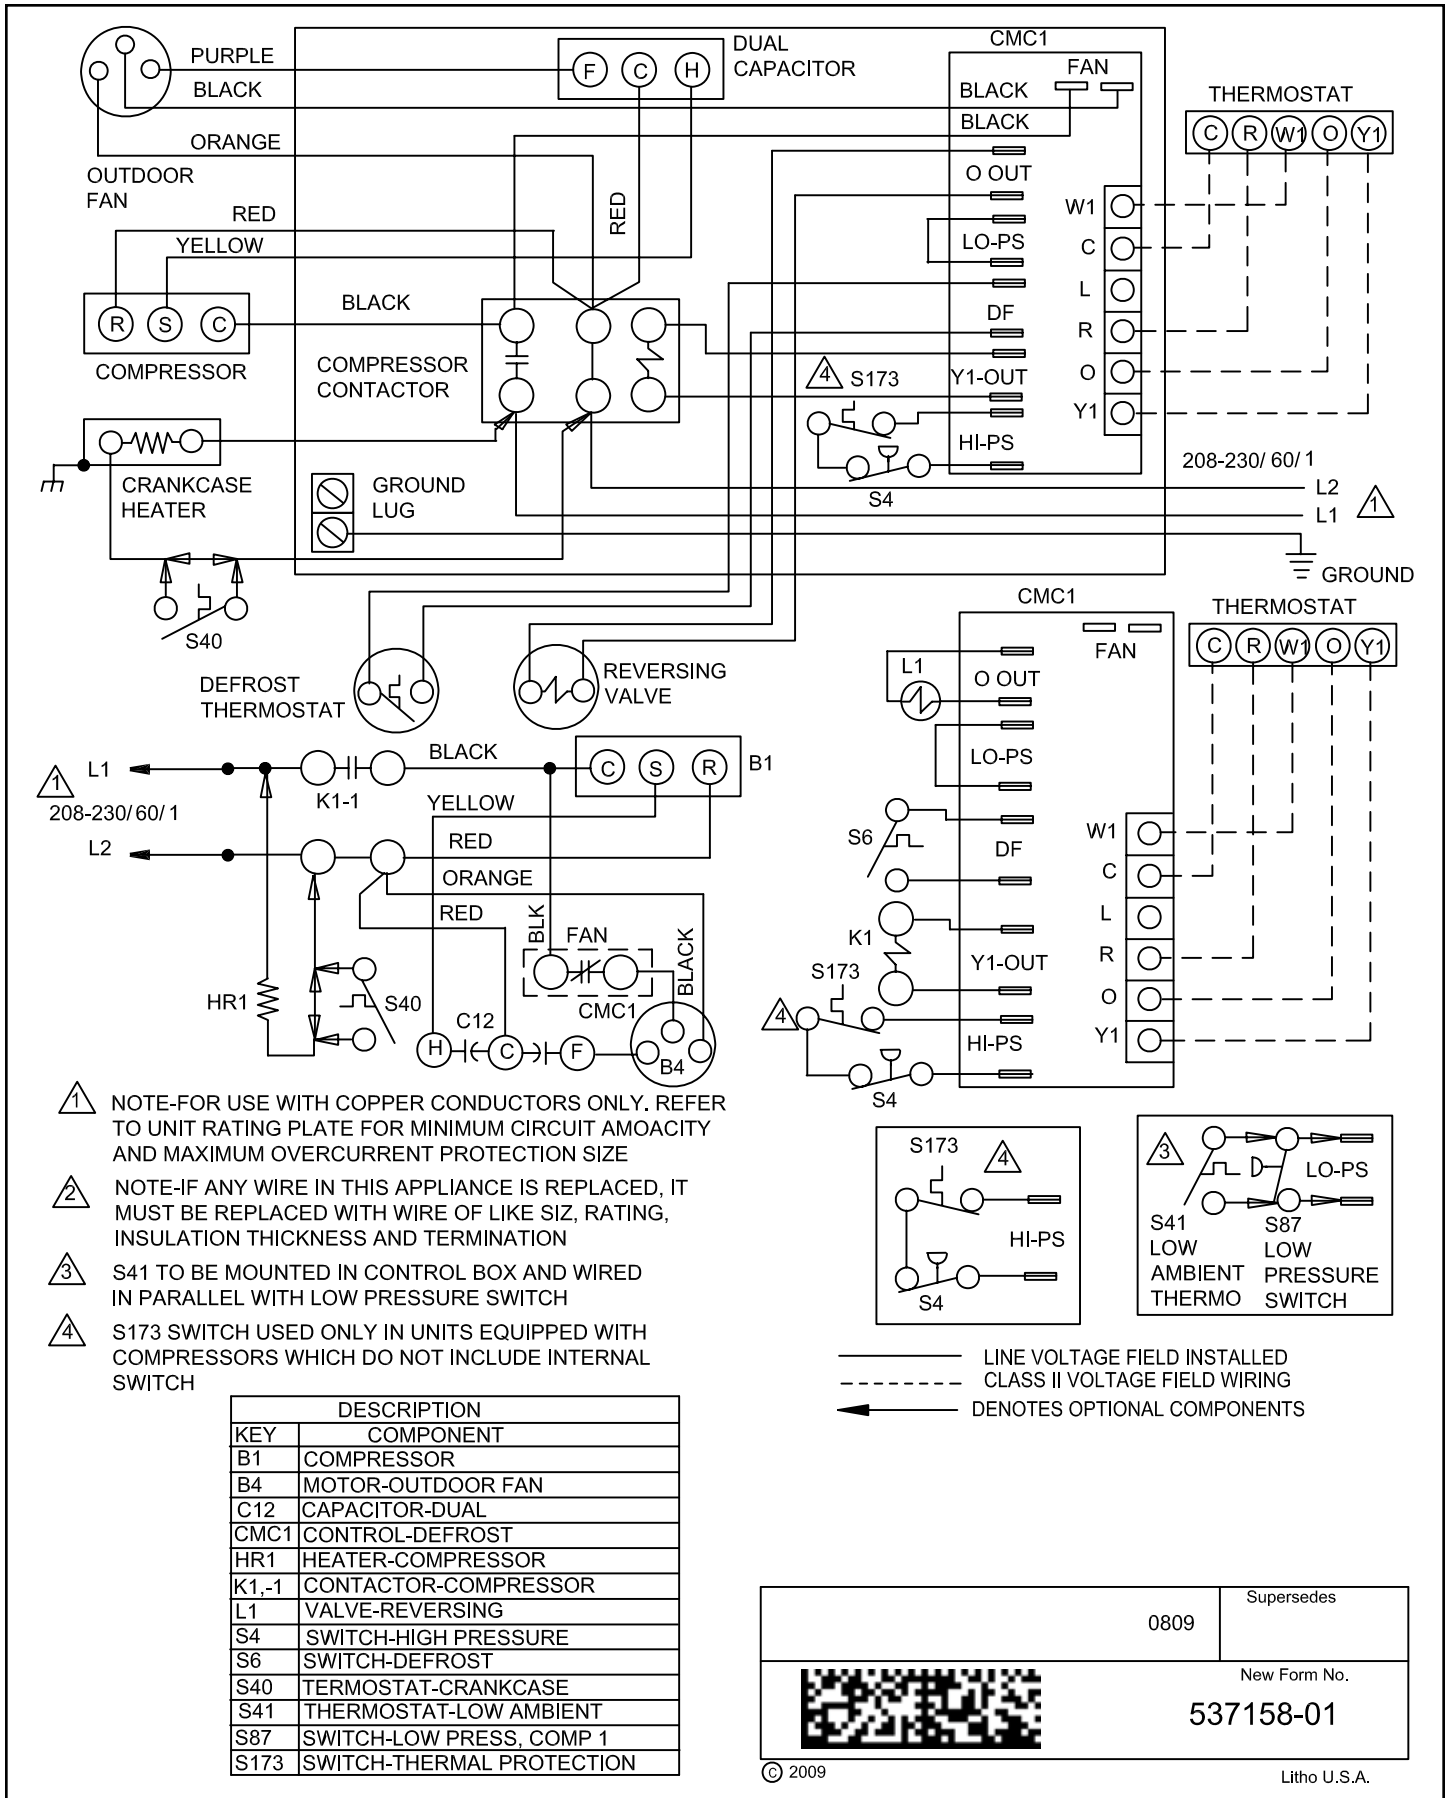 PURPLE
BLACK
ORANGE
OUTDOOR
FAN
RED
YELLOW
F C H
DUAL
CAPACITOR
RED
CMC1
FAN
BLACK
BLACK
O OUT
LO-PS
DF
Y1-OUT
HI-PS
W1
C
L
R
O
Y1
THERMOSTAT
C R W1 O Y1
R S C
COMPRESSOR
BLACK
COMPRESSOR
CONTACTOR
4 S173
S4
CRANKCASE
HEATER
GROUND
LUG
208-230/60/1
L2
L1
1
GROUND
S40
DEFROST
THERMOSTAT
REVERSING
VALVE
CMC1
FAN
L1
O OUT
LO-PS
S6
DF
K1
Y1-OUT
S173
4
HI-PS
S4
W1
C
L
R
O
Y1
THERMOSTAT
C R W1 O Y1
L1
1
208-230/60/1
L2
K1-1
BLACK
C S R
B1
YELLOW
RED
ORANGE
RED
BLK
FAN
CMC1
BLACK
HR1
S40
C12
H C F
B4
1 NOTE-FOR USE WITH COPPER CONDUCTORS ONLY. REFER
TO UNIT RATING PLATE FOR MINIMUM CIRCUIT AMOACITY
AND MAXIMUM OVERCURRENT PROTECTION SIZE
2 NOTE-IF ANY WIRE IN THIS APPLIANCE IS REPLACED, IT
MUST BE REPLACED WITH WIRE OF LIKE SIZ, RATING,
INSULATION THICKNESS AND TERMINATION
3 S41 TO BE MOUNTED IN CONTROL BOX AND WIRED
IN PARALLEL WITH LOW PRESSURE SWITCH
4 S173 SWITCH USED ONLY IN UNITS EQUIPPED WITH
COMPRESSORS WHICH DO NOT INCLUDE INTERNAL
SWITCH
S173
4
HI-PS
S4
3
LO-PS
S41
LOW
AMBIENT
THERMO
S87
LOW
PRESSURE
SWITCH
LINE VOLTAGE FIELD INSTALLED
CLASS II VOLTAGE FIELD WIRING
DENOTES OPTIONAL COMPONENTS
DESCRIPTION
KEY COMPONENT
B1 COMPRESSOR
B4 MOTOR-OUTDOOR FAN
C12 CAPACITOR-DUAL
CMC1 CONTROL-DEFROST
HR1 HEATER-COMPRESSOR
K1,-1 CONTACTOR-COMPRESSOR
L1 VALVE-REVERSING
S4 SWITCH-HIGH PRESSURE
S6 SWITCH-DEFROST
S40 TERMOSTAT-CRANKCASE
S41 THERMOSTAT-LOW AMBIENT
S87 SWITCH-LOW PRESS, COMP 1
S173 SWITCH-THERMAL PROTECTION
0809
Supersedes
New Form No.
537158-01
© 2009
Litho U.S.A.